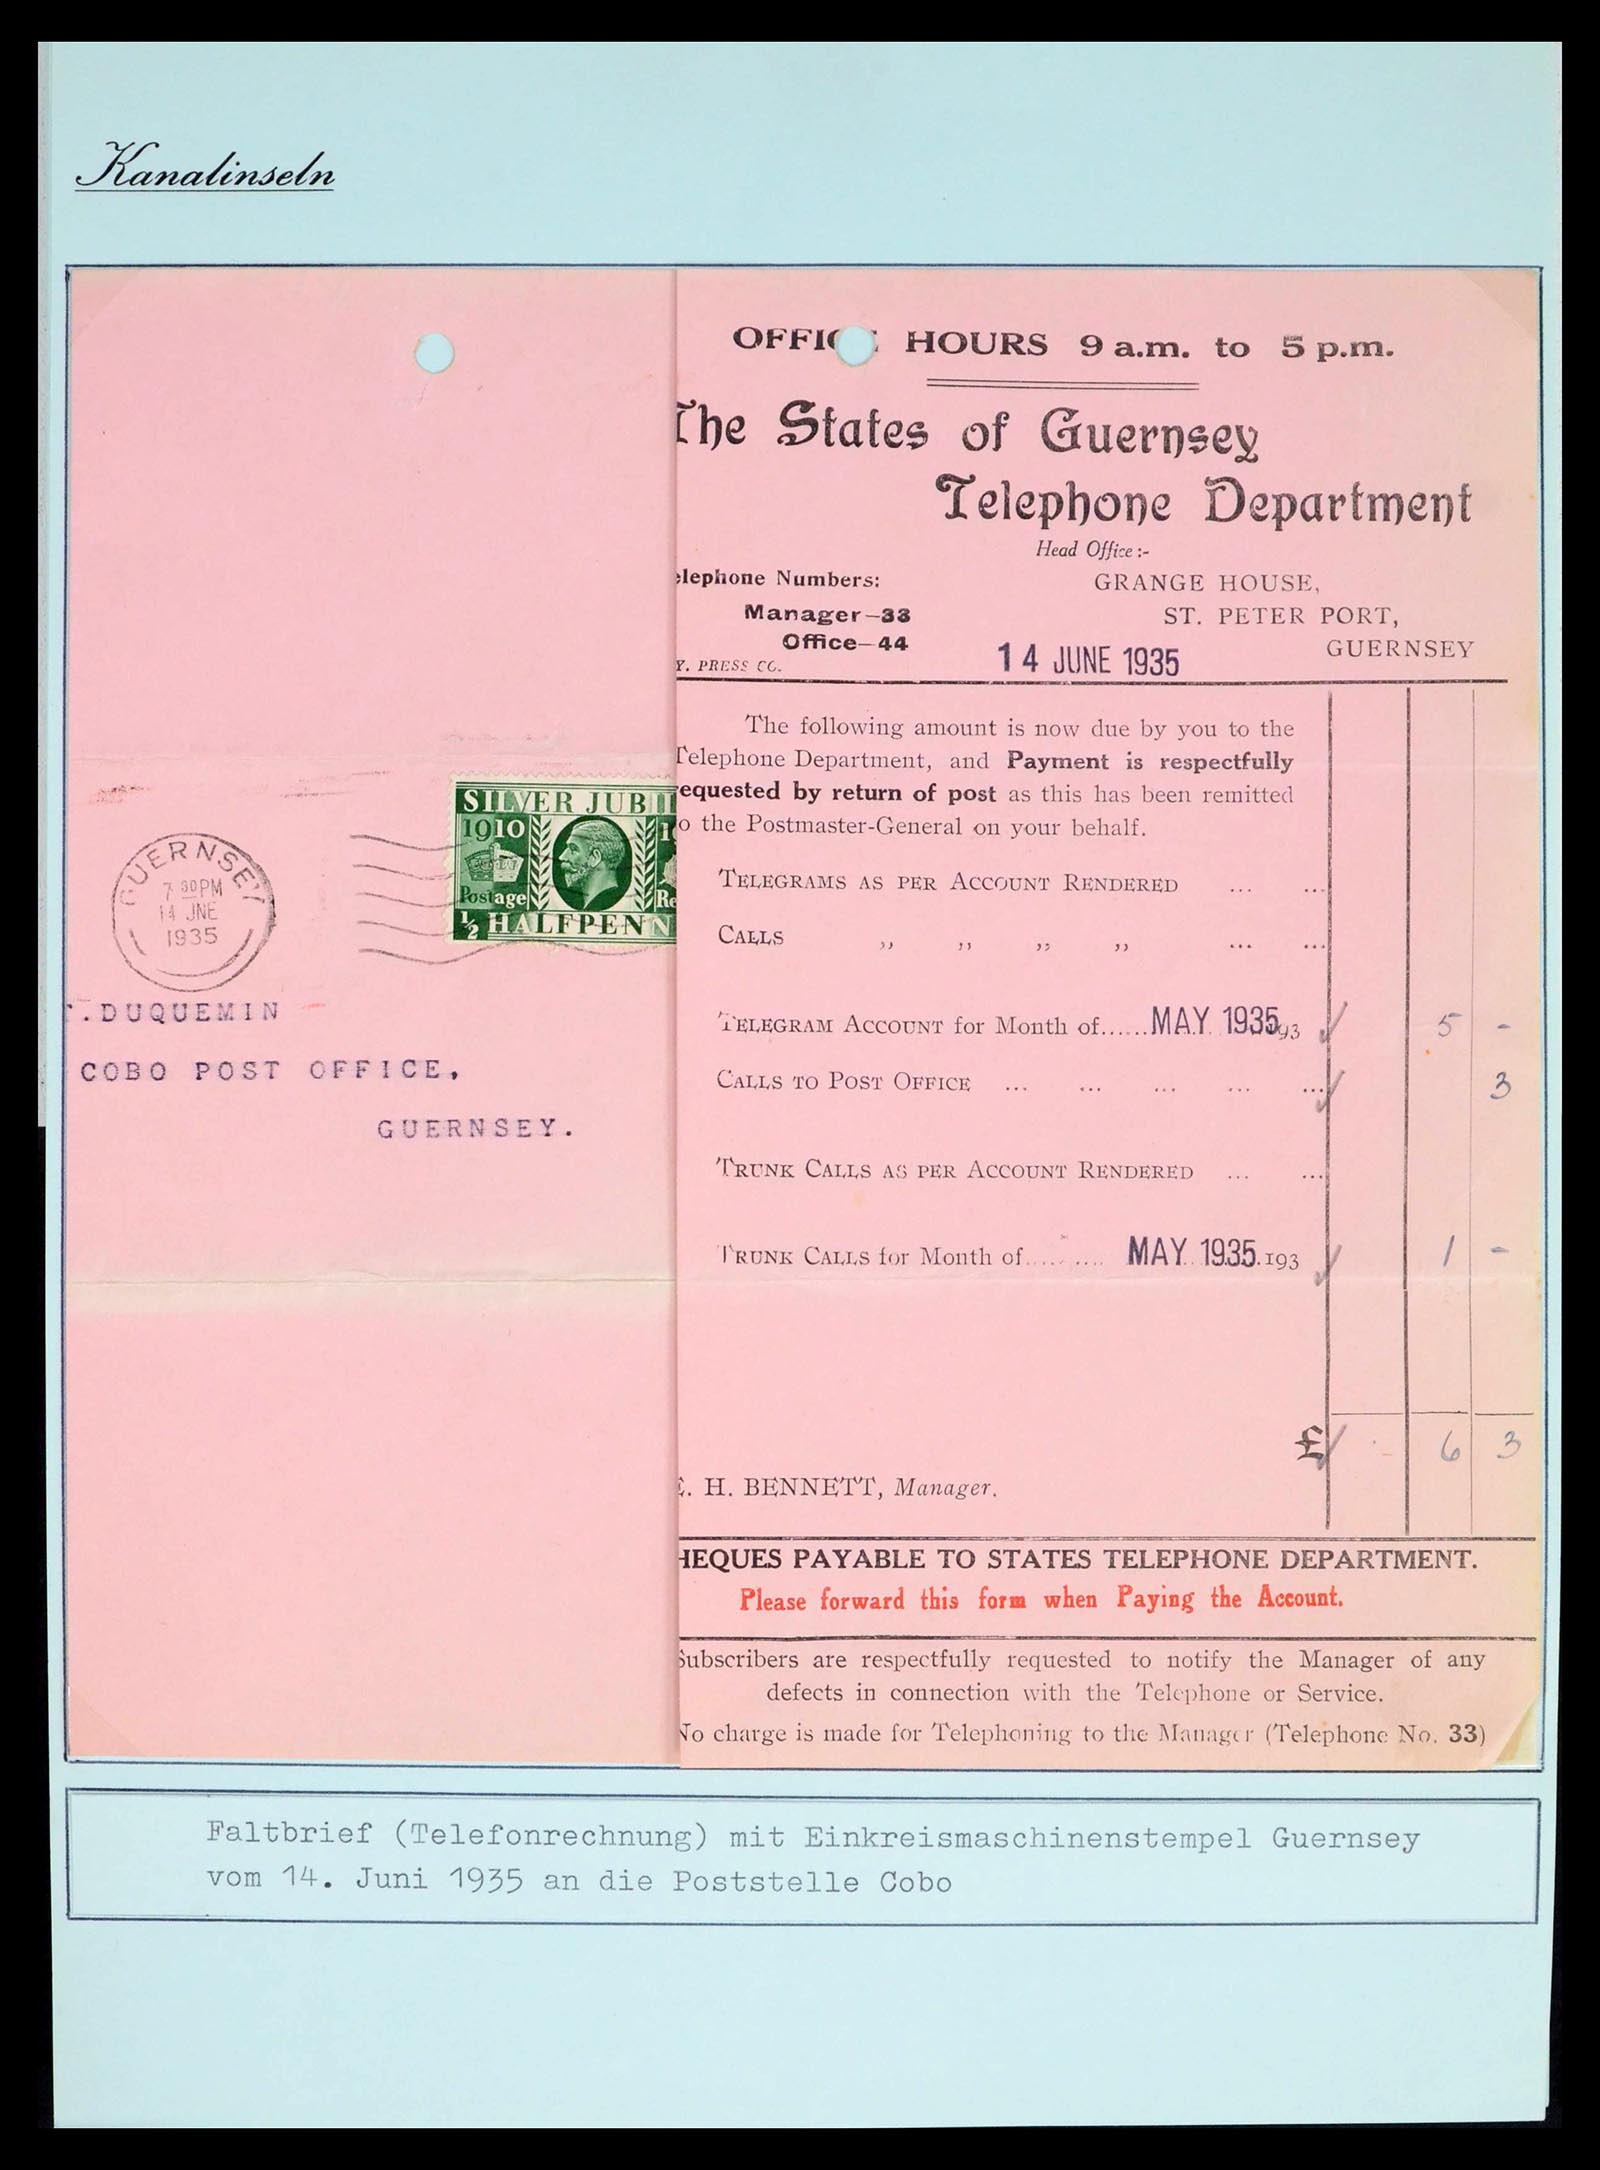 Kanalinseln
OFFIC HOURS 9 a.m. to 5 p.m.
The States of Guernsey
Telephone Department
Head Office :-
elephone Numbers:
GRANGE HOUSE,
Manager—33
ST. PETER PORT,
Office—44
GUERNSEY
Y. PRESS CO.
14 JUNE 1935
The following amount is now due by you to the
Telephone Department, and Payment is respectfully
equested by return of post as this has been remitted
o the Postmaster-General on your behalf.
TELEGRAMS AS PER ACCOUNT RENDERED ... ...
CALLS ,, ,, ,, ,, ... ...
TELEGRAM ACCOUNT for Month of......MAY 1935 193 5 -
CALLS TO POST OFFICE ... ... ... ... ... 3
TRUNK CALLS AS PER ACCOUNT RENDERED ... ...
TRUNK CALLS for Month of......... MAY 1935.193 1 -
£ - 6 3
E. H. BENNETT, Manager.
HEQUES PAYABLE TO STATES TELEPHONE DEPARTMENT.
Please forward this form when Paying the Account.
Subscribers are respectfully requested to notify the Manager of any
defects in connection with the Telephone or Service.
No charge is made for Telephoning to the Manager (Telephone No. 33)
SILVER JUBIL
1910
Postage Re
½ HALFPENN
GUERNSEY
7 30PM
14 JNE
1935
.DUQUEMIN
COBO POST OFFICE,
GUERNSEY.
Faltbrief (Telefonrechnung) mit Einkreismaschinenstempel Guernsey
vom 14. Juni 1935 an die Poststelle Cobo